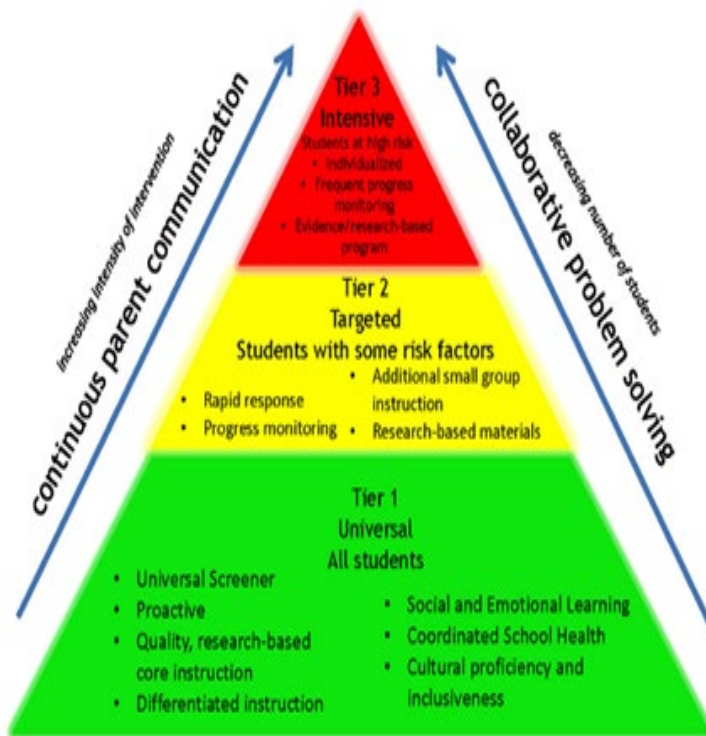 Tier 3
Intensive
Students at high risk
• Individualized
• Frequent progress
monitoring
• Evidence/research-based
program
continuous parent communication
increasing intensity of intervention
collaborative problem solving
decreasing number of students
Tier 2
Targeted
Students with some risk factors
• Rapid response
• Progress monitoring
• Additional small group
instruction
• Research-based materials
Tier 1
Universal
All students
• Universal Screener
• Proactive
• Quality, research-based
core instruction
• Differentiated instruction
• Social and Emotional Learning
• Coordinated School Health
• Cultural proficiency and
inclusiveness